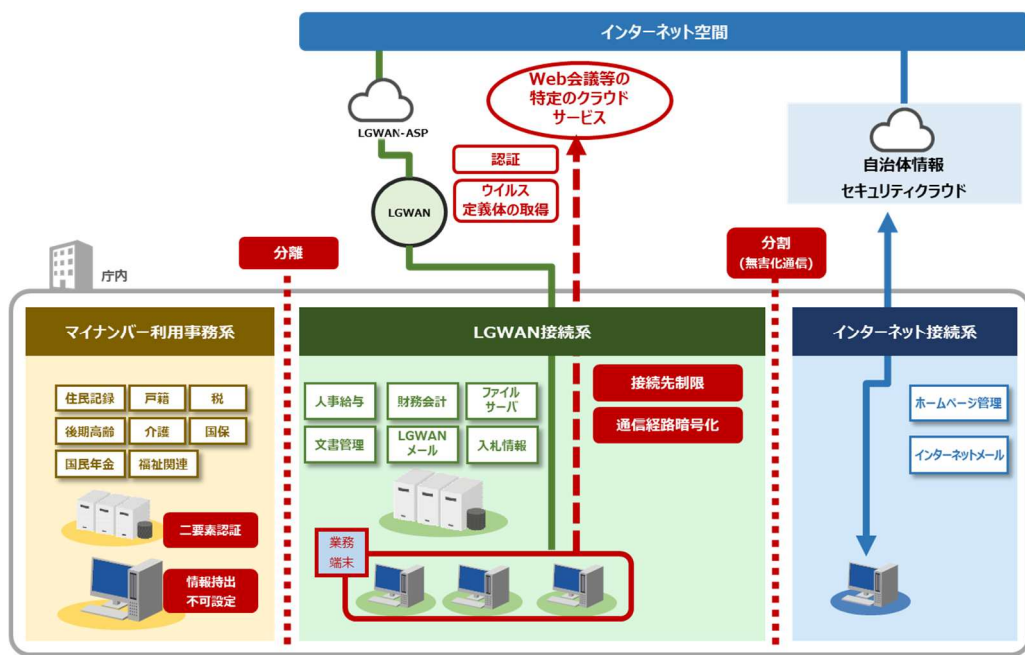 インターネット空間
Web会議等の
特定のクラウド
サービス
LGWAN-ASP
認証
ウイルス
定義体の取得
LGWAN
自治体情報
セキュリティクラウド
分離
分割
(無害化通信)
庁内
マイナンバー利用事務系
住民記録
戸籍
税
後期高齢
介護
国保
国民年金
福祉関連
二要素認証
情報持出
不可設定
LGWAN接続系
人事給与
財務会計
ファイル
サーバ
文書管理
LGWAN
メール
入札情報
接続先制限
通信経路暗号化
業務
端末
インターネット接続系
ホームページ管理
インターネットメール